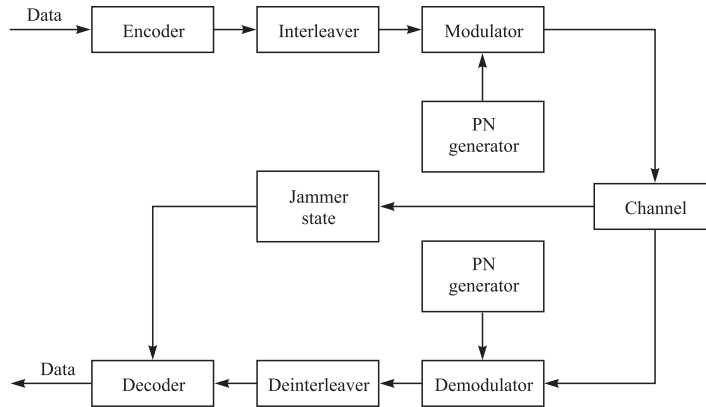 Data
Encoder
Interleaver
Modulator
PN
generator
Jammer
state
Channel
PN
generator
Data
Decoder
Deinterleaver
Demodulator